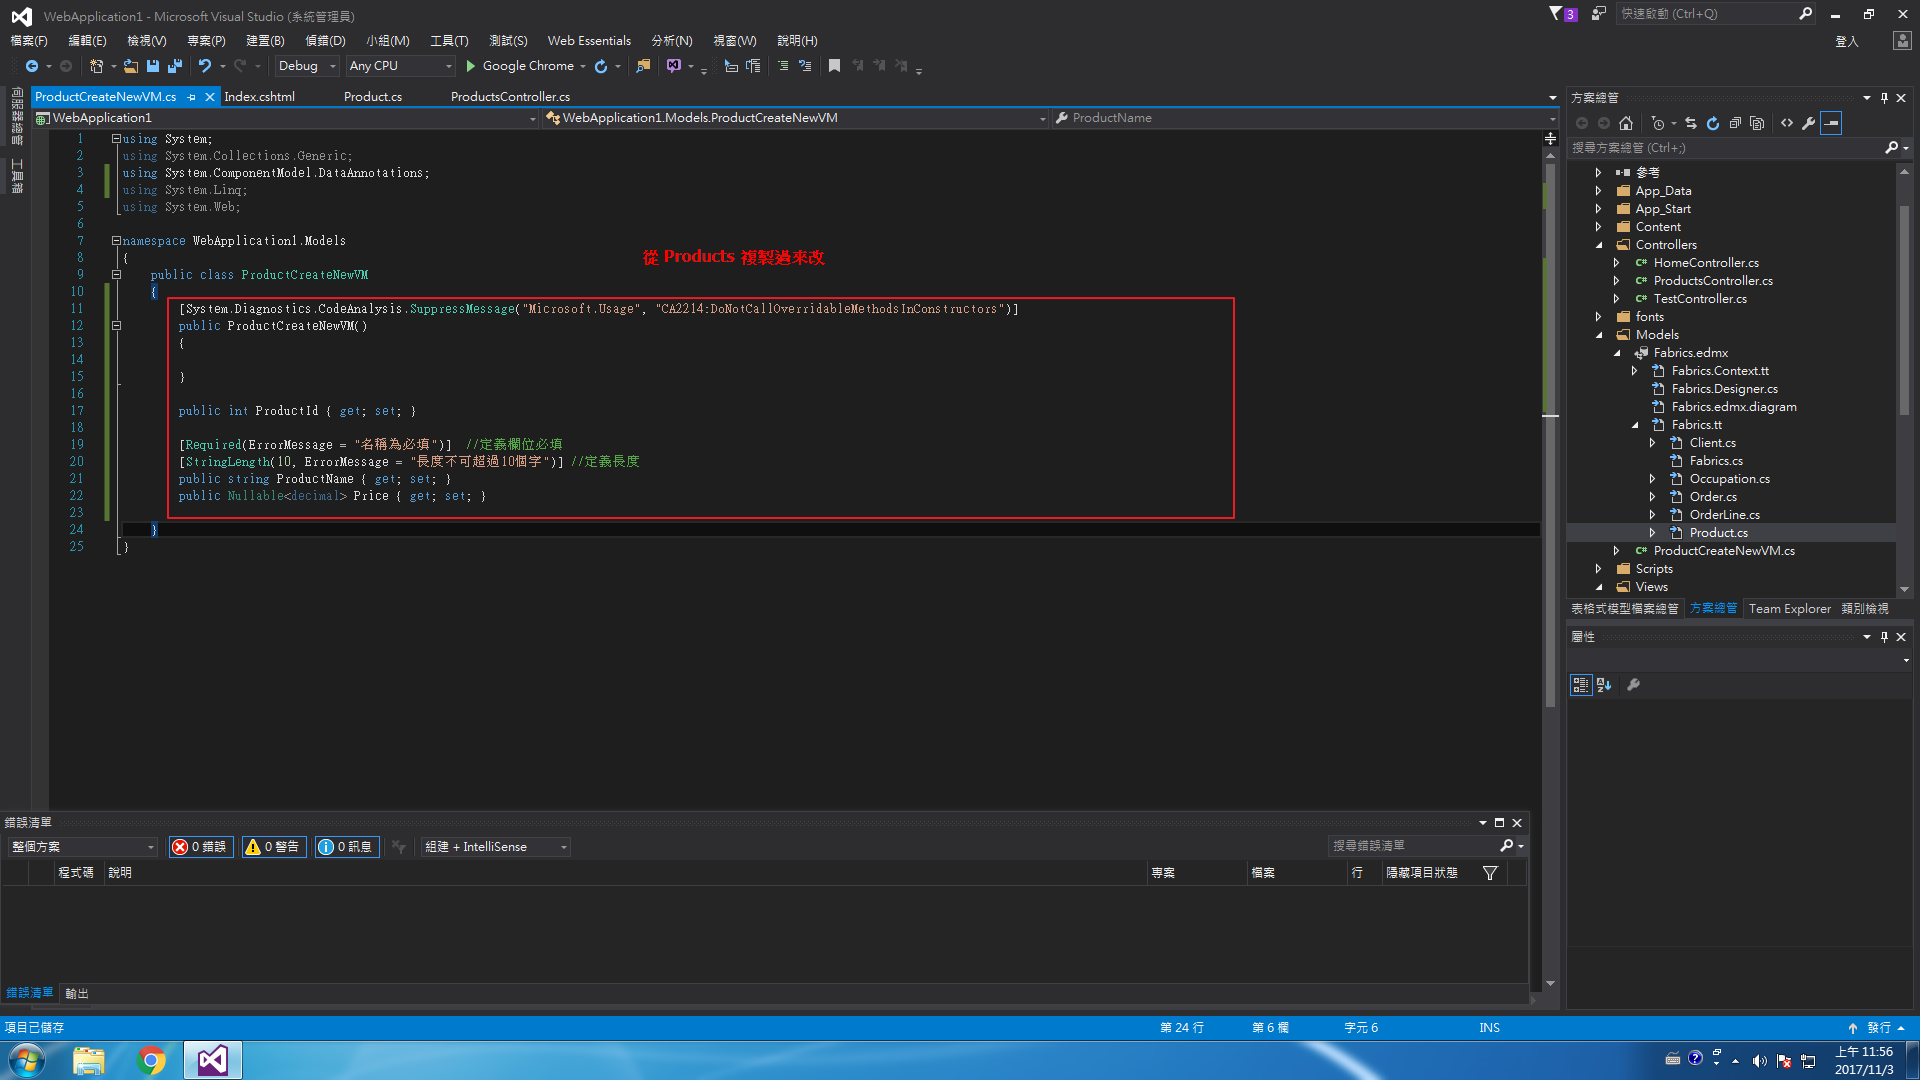 WebApplication1 - Microsoft Visual Studio (系統管理員)
3
快速啟動 (Ctrl+Q)
檔案(F) 編輯(E) 檢視(V) 專案(P) 建置(B) 偵錯(D) 小組(M) 工具(T) 測試(S) Web Essentials 分析(N) 視窗(W) 說明(H)
登入
Debug Any CPU Google Chrome
伺服器總管
工具箱
ProductCreateNewVM.cs Index.cshtml Product.cs ProductsController.cs
WebApplication1 WebApplication1.Models.ProductCreateNewVM ProductName
1 using System;
2 using System.Collections.Generic;
3 using System.ComponentModel.DataAnnotations;
4 using System.Linq;
5 using System.Web;
6
7 namespace WebApplication1.Models
從 Products 複製過來改
8 {
9 public class ProductCreateNewVM
10 {
11 [System.Diagnostics.CodeAnalysis.SuppressMessage("Microsoft.Usage", "CA2214:DoNotCallOverridableMethodsInConstructors")]
12 public ProductCreateNewVM()
13 {
14
15 }
16
17 public int ProductId { get; set; }
18
19 [Required(ErrorMessage = "名稱為必填")] //定義欄位必填
20 [StringLength(10, ErrorMessage = "長度不可超過10個字")] //定義長度
21 public string ProductName { get; set; }
22 public Nullable<decimal> Price { get; set; }
23
24 }
25 }
方案總管
搜尋方案總管 (Ctrl+;)
參考
App_Data
App_Start
Content
Controllers
HomeController.cs
ProductsController.cs
TestController.cs
fonts
Models
Fabrics.edmx
Fabrics.Context.tt
Fabrics.Designer.cs
Fabrics.edmx.diagram
Fabrics.tt
Client.cs
Fabrics.cs
Occupation.cs
Order.cs
OrderLine.cs
Product.cs
ProductCreateNewVM.cs
Scripts
Views
表格式模型檔案總管 方案總管 Team Explorer 類別檢視
屬性
錯誤清單
整個方案 0 錯誤 0 警告 0 訊息 組建 + IntelliSense 搜尋錯誤清單
程式碼 說明 專案 檔案 行 隱藏項目狀態
錯誤清單 輸出
項目已儲存 第 24 行 第 6 欄 字元 6 INS 發行
上午 11:56
2017/11/3